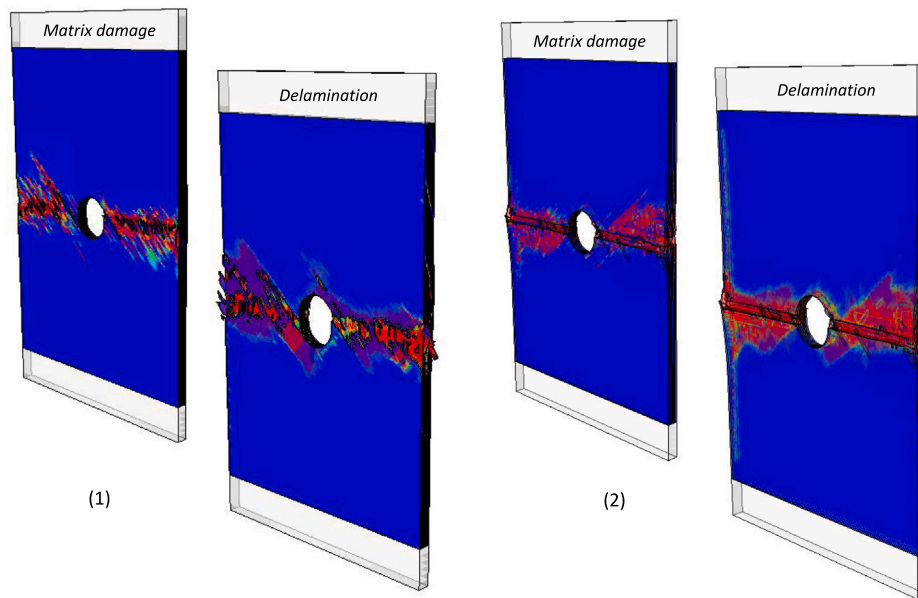 Matrix damage
Delamination
(1)
Matrix damage
Delamination
(2)